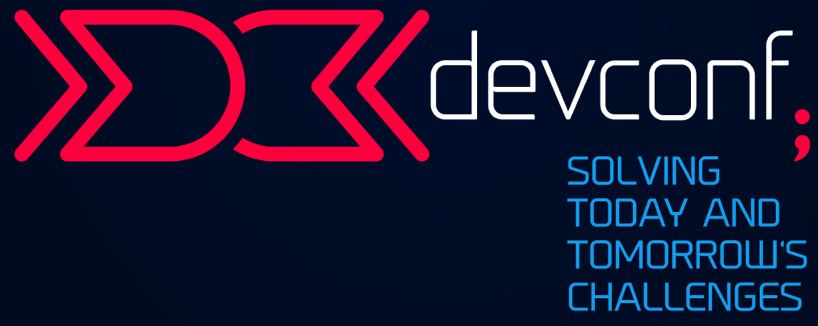 devconf;
SOLVING
TODAY AND
TOMORROW'S
CHALLENGES